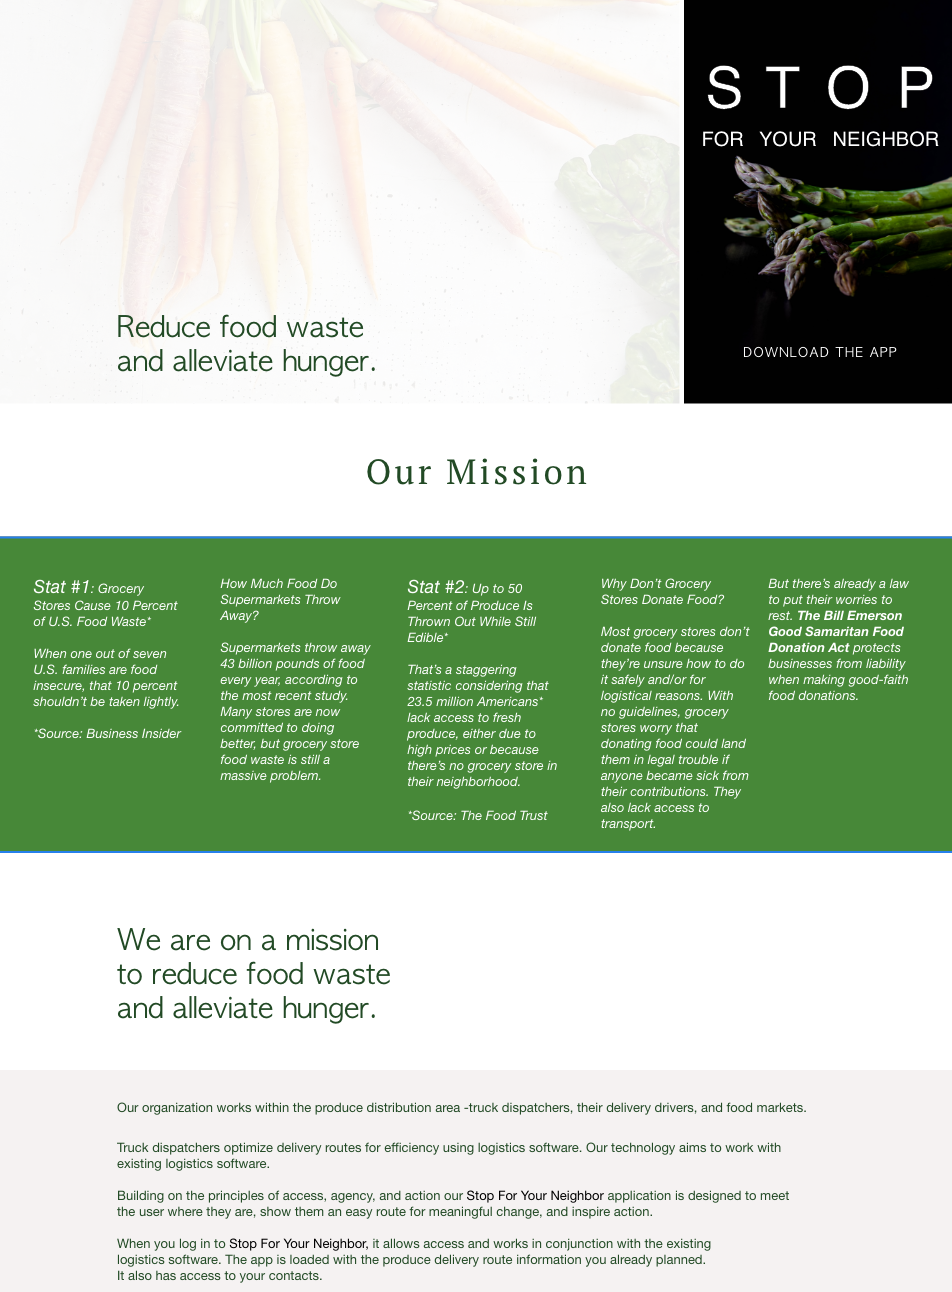 Reduce food waste
and alleviate hunger.
STOP
FOR YOUR NEIGHBOR
DOWNLOAD THE APP
Our Mission
Stat #1: Grocery
Stores Cause 10 Percent
of U.S. Food Waste*
When one out of seven
U.S. families are food
insecure, that 10 percent
shouldn’t be taken lightly.
*Source: Business Insider
How Much Food Do
Supermarkets Throw
Away?
Supermarkets throw away
43 billion pounds of food
every year, according to
the most recent study.
Many stores are now
committed to doing
better, but grocery store
food waste is still a
massive problem.
Stat #2: Up to 50
Percent of Produce Is
Thrown Out While Still
Edible*
That’s a staggering
statistic considering that
23.5 million Americans*
lack access to fresh
produce, either due to
high prices or because
there’s no grocery store in
their neighborhood.
*Source: The Food Trust
Why Don’t Grocery
Stores Donate Food?
Most grocery stores don’t
donate food because
they’re unsure how to do
it safely and/or for
logistical reasons. With
no guidelines, grocery
stores worry that
donating food could land
them in legal trouble if
anyone became sick from
their contributions. They
also lack access to
transport.
But there’s already a law
to put their worries to
rest. The Bill Emerson
Good Samaritan Food
Donation Act protects
businesses from liability
when making good-faith
food donations.
We are on a mission
to reduce food waste
and alleviate hunger.
Our organization works within the produce distribution area -truck dispatchers, their delivery drivers, and food markets.
Truck dispatchers optimize delivery routes for efficiency using logistics software. Our technology aims to work with
existing logistics software.
Building on the principles of access, agency, and action our Stop For Your Neighbor application is designed to meet
the user where they are, show them an easy route for meaningful change, and inspire action.
When you log in to Stop For Your Neighbor, it allows access and works in conjunction with the existing
logistics software. The app is loaded with the produce delivery route information you already planned.
It also has access to your contacts.